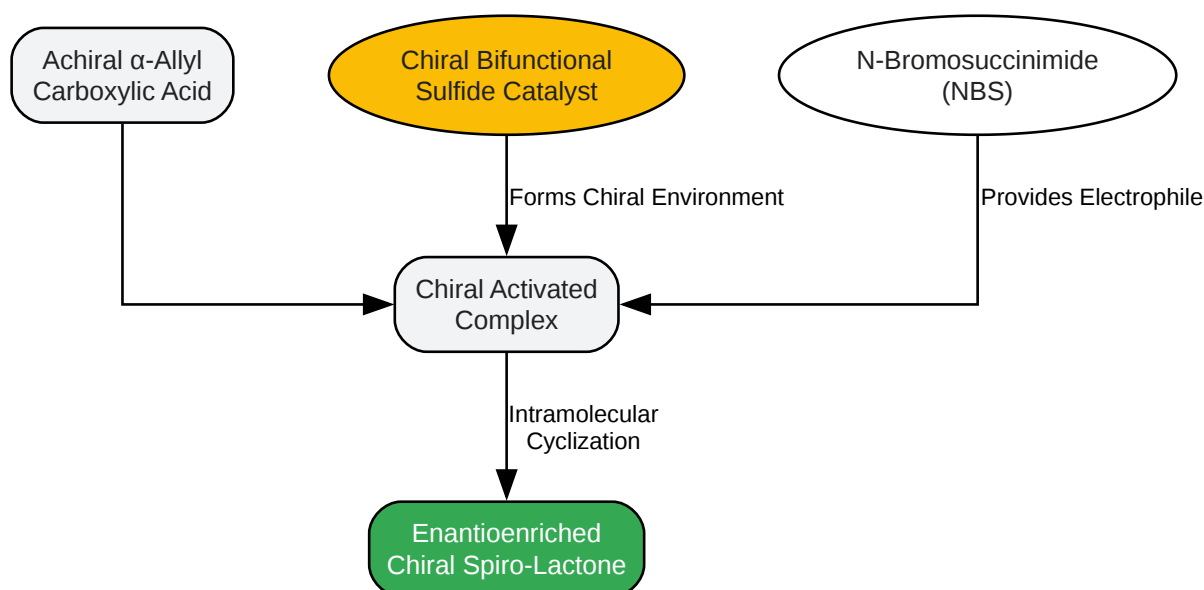 Achiral α-Allyl
Carboxylic Acid
Chiral Bifunctional
Sulfide Catalyst
N-Bromosuccinimide
(NBS)
Forms Chiral Environment
Provides Electrophile
Chiral Activated
Complex
Intramolecular
Cyclization
Enantioenriched
Chiral Spiro-Lactone